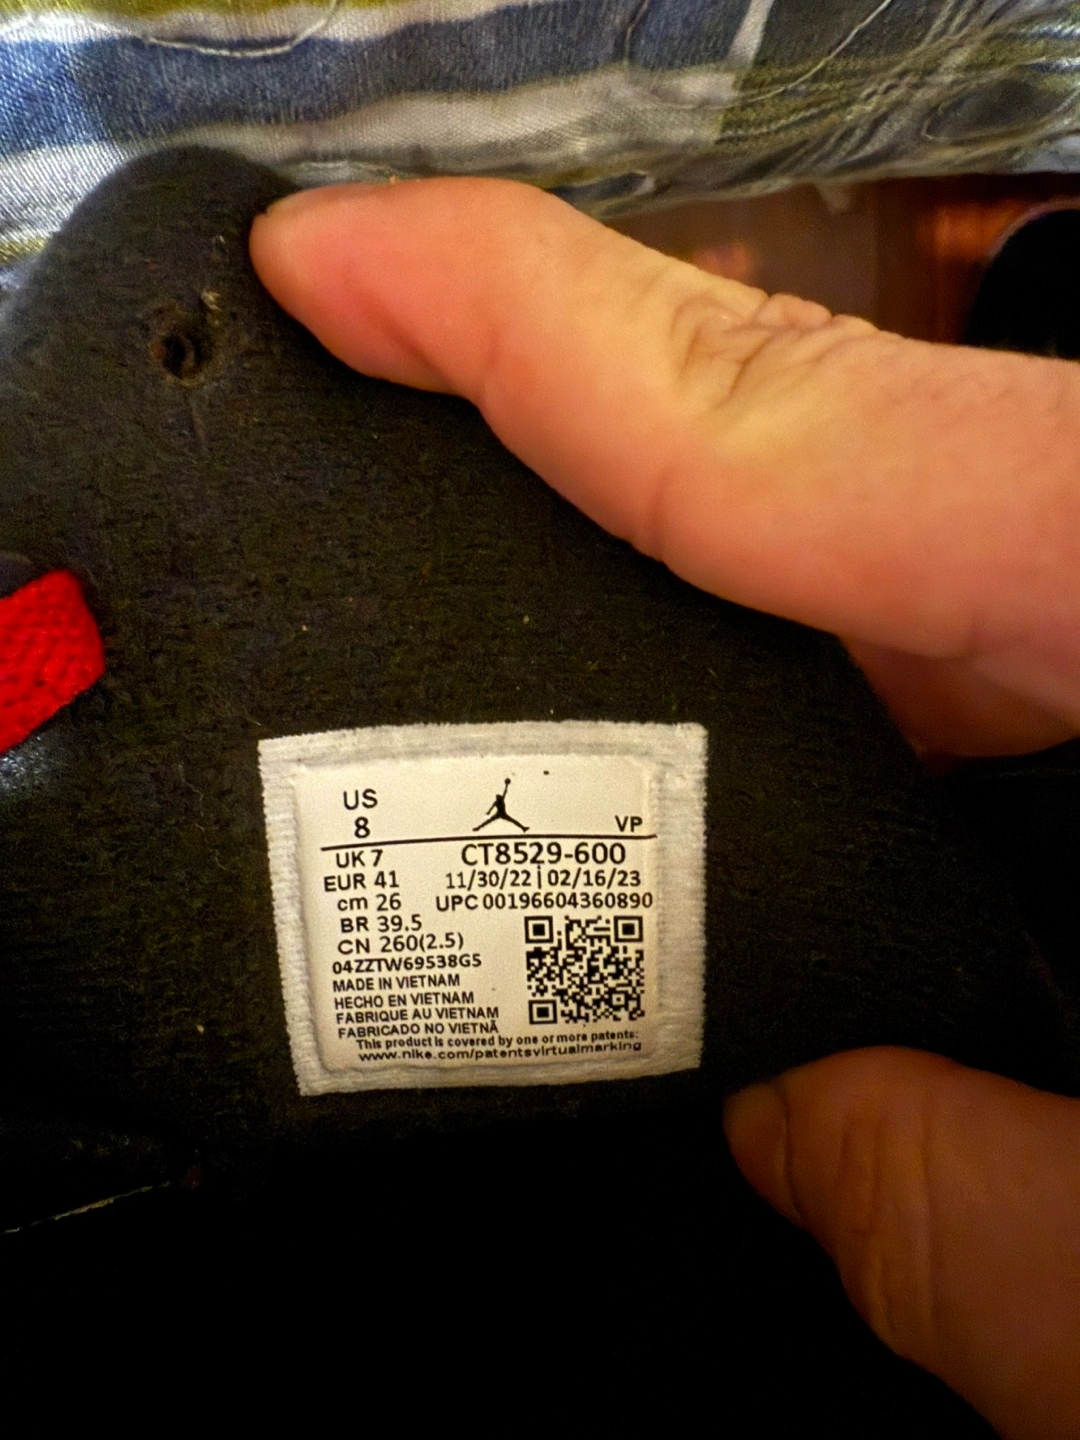 US
8
VP
UK 7
CT8529-600
EUR 41
11/30/22 | 02/16/23
cm 26
UPC 00196604360890
BR 39.5
CN 260(2.5)
04ZZTW69538G5
MADE IN VIETNAM
HECHO EN VIETNAM
FABRIQUE AU VIETNAM
FABRICADO NO VIETNÃ
This product is covered by one or more patents:
www.nike.com/patentsvirtualmarking